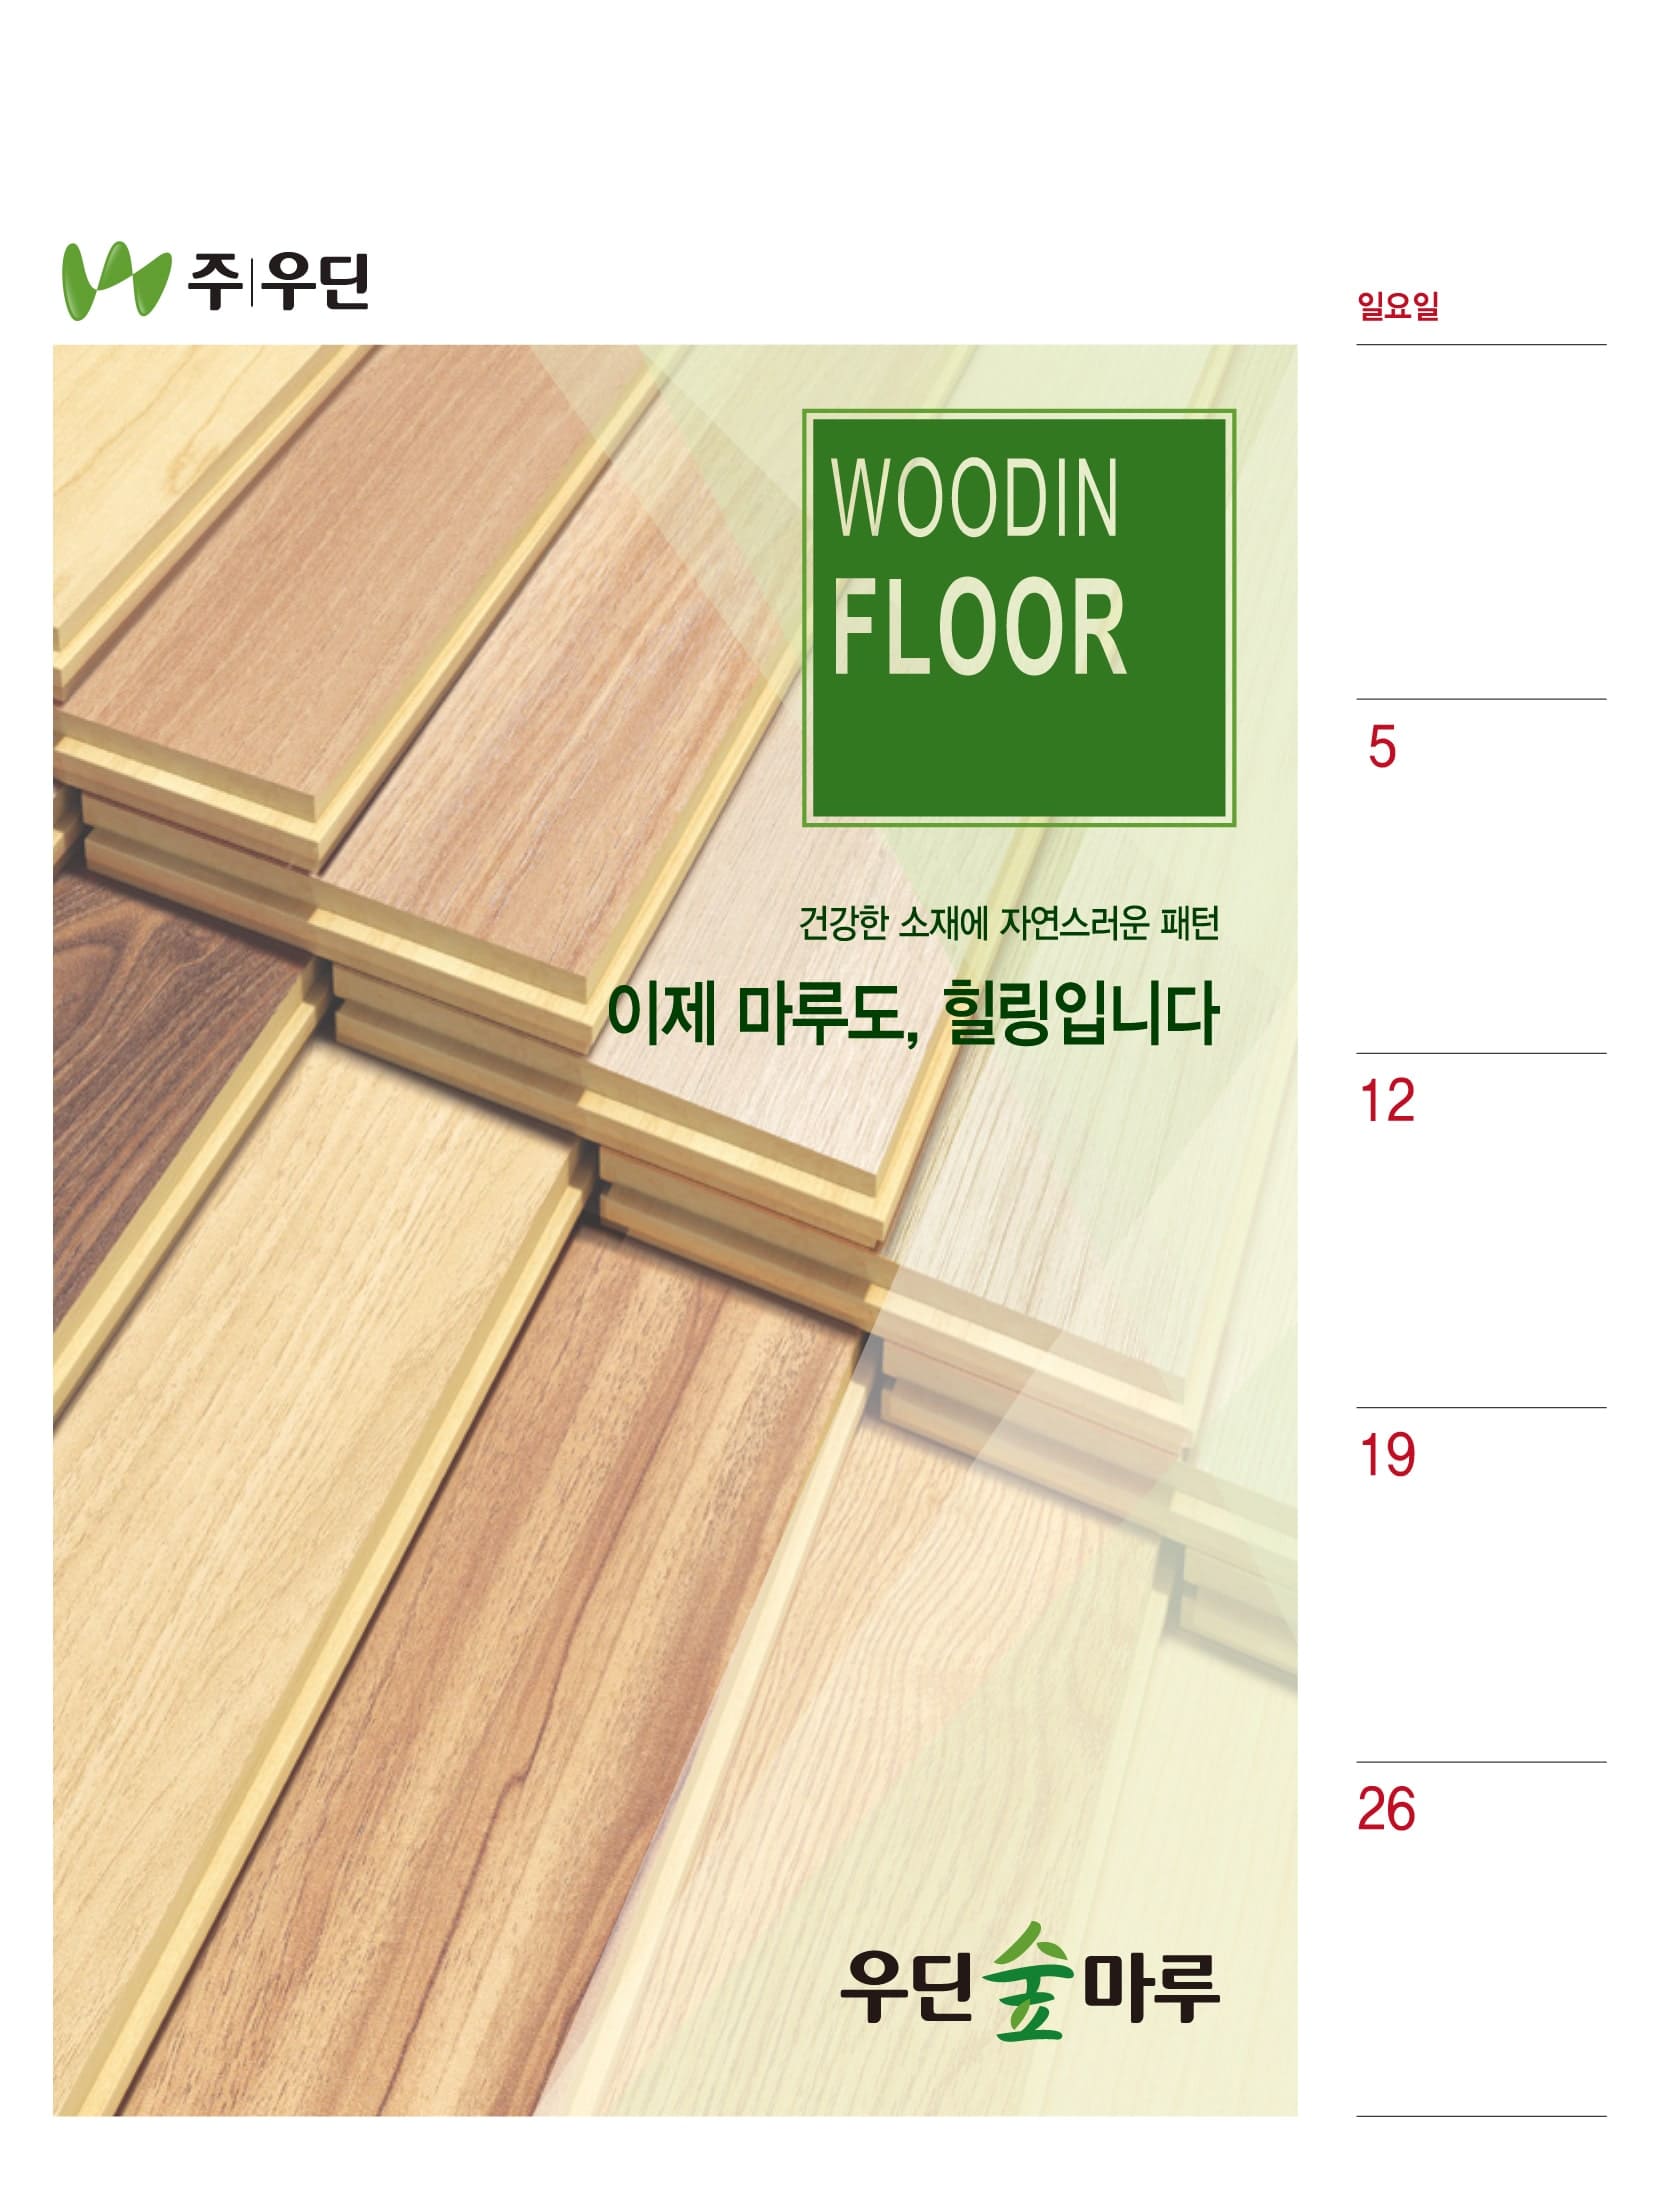 주|우딘
일요일
WOODIN
FLOOR
건강한 소재에 자연스러운 패턴
이제 마루도, 힐링입니다
우딘숲마루
5
12
19
26